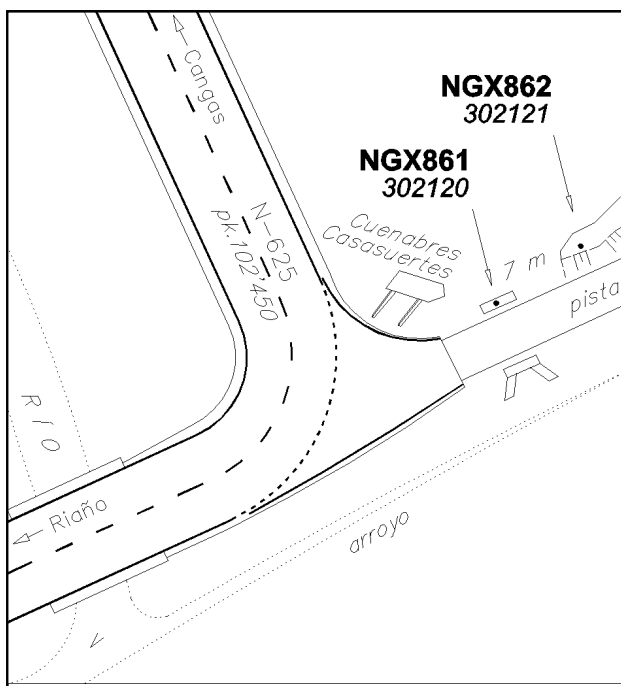 Cangas
NGX862
302121
NGX861
302120
N-625
pk.102'450
Cuenabres
Casasuertes
7 m
pista
RIO
Riaño
arroyo